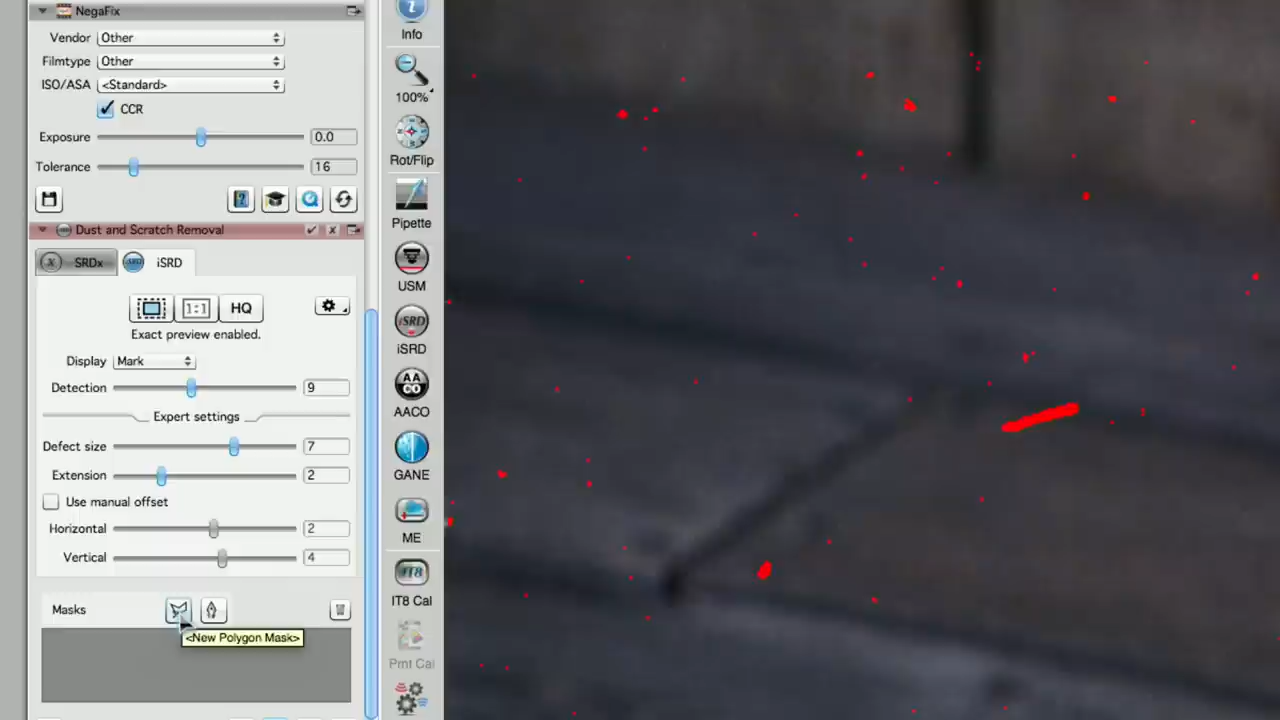 NegaFix
Vendor Other
Filmtype Other
ISO/ASA <Standard>
CCR
Exposure 0.0
Tolerance 16
Dust and Scratch Removal
SRDx iSRD
1:1 HQ
Exact preview enabled.
Display Mark
Detection 9
Expert settings
Defect size 7
Extension 2
Use manual offset
Horizontal 2
Vertical 4
Masks
<New Polygon Mask>
Info
100%
Rot/Flip
Pipette
USM
iSRD
iSRD
AA
CO
AACO
GANE
ME
IT8
IT8 Cal
Prnt Cal